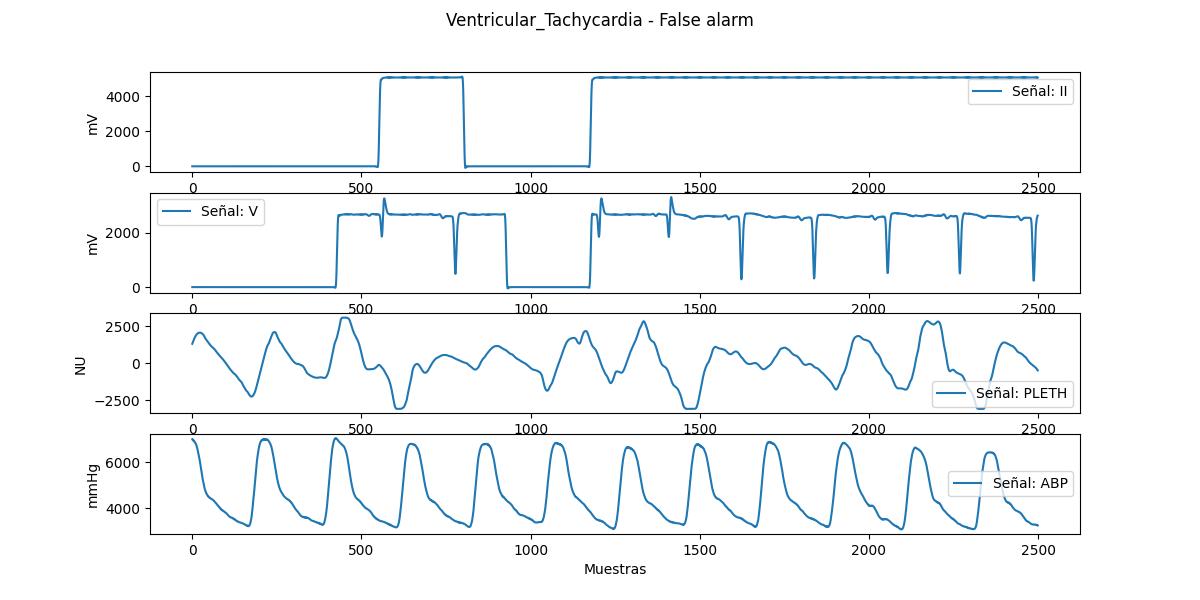 Ventricular_Tachycardia - False alarm
mV
4000
2000
0
Señal: II
0 500 1000 1500 2000 2500
mV
2000
0
Señal: V
0 500 1000 1500 2000 2500
NU
2500
0
−2500
Señal: PLETH
0 500 1000 1500 2000 2500
mmHg
6000
4000
Señal: ABP
0 500 1000 1500 2000 2500
Muestras